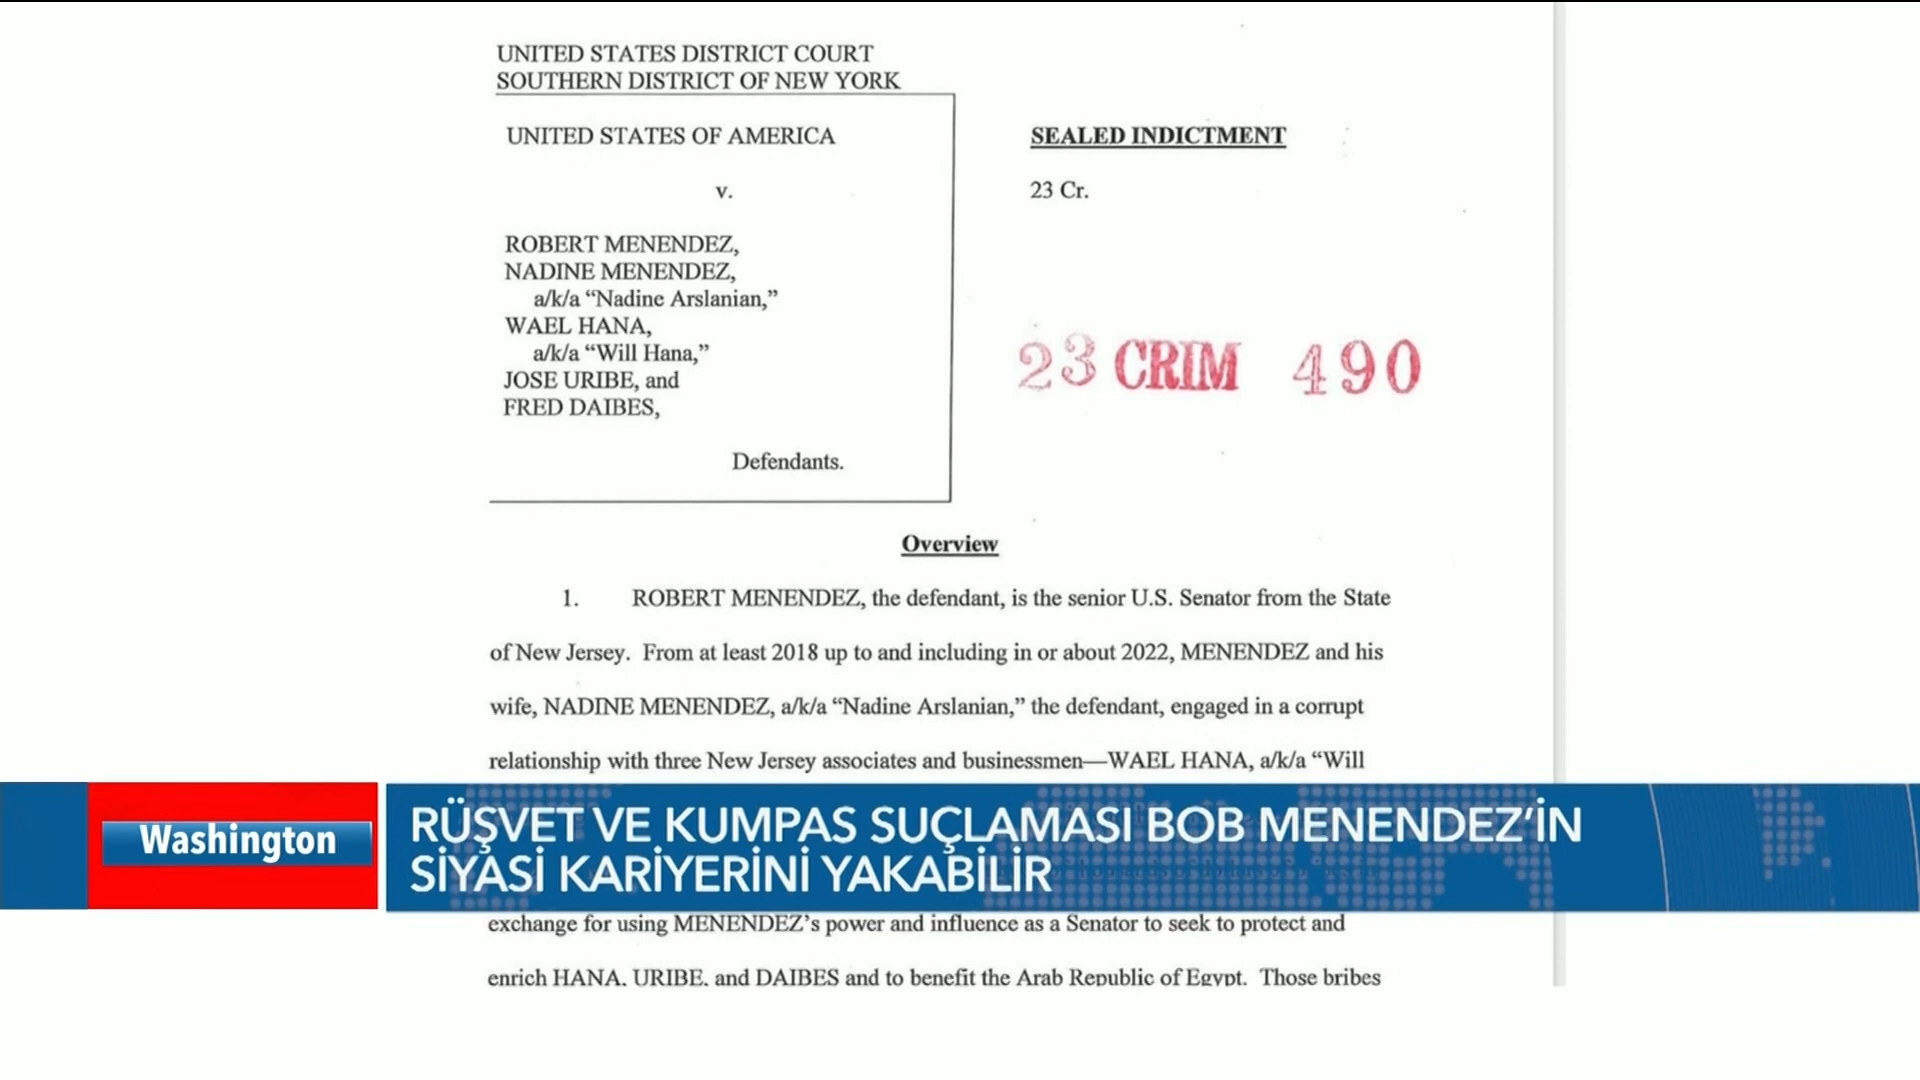 UNITED STATES DISTRICT COURT
SOUTHERN DISTRICT OF NEW YORK
UNITED STATES OF AMERICA
v.
ROBERT MENENDEZ,
NADINE MENENDEZ,
a/k/a “Nadine Arslanian,”
WAEL HANA,
a/k/a “Will Hana,”
JOSE URIBE, and
FRED DAIBES,
Defendants.
SEALED INDICTMENT
23 Cr.
23 CRIM 490
Overview
1. ROBERT MENENDEZ, the defendant, is the senior U.S. Senator from the State
of New Jersey. From at least 2018 up to and including in or about 2022, MENENDEZ and his
wife, NADINE MENENDEZ, a/k/a “Nadine Arslanian,” the defendant, engaged in a corrupt
relationship with three New Jersey associates and businessmen—WAEL HANA, a/k/a “Will
Washington
RÜŞVET VE KUMPAS SUÇLAMASI BOB MENENDEZ’İN
SİYASİ KARİYERİNİ YAKABİLİR
exchange for using MENENDEZ’s power and influence as a Senator to seek to protect and
enrich HANA, URIBE, and DAIBES and to benefit the Arab Republic of Egypt. Those bribes